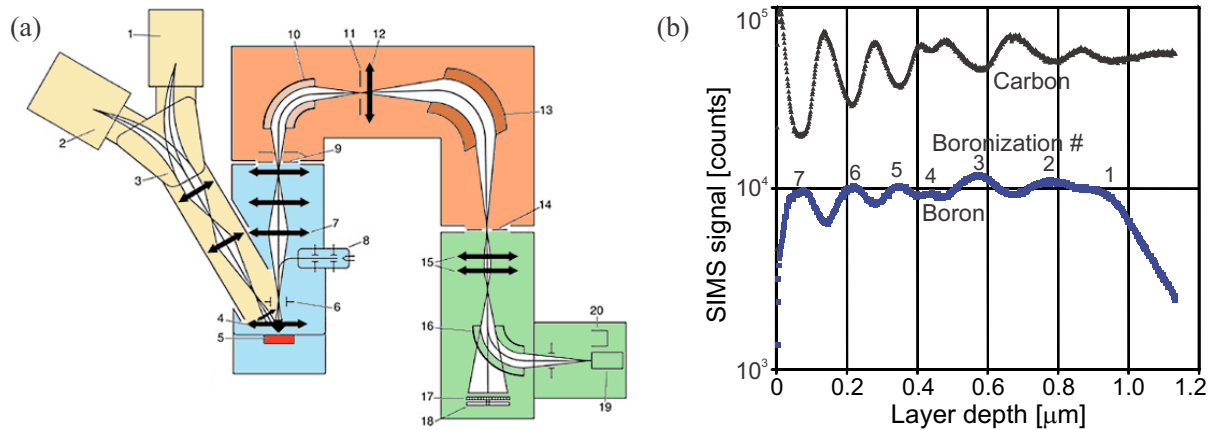 (a)
1
2
3
4
5
6
7
8
9
10
11
12
13
14
15
16
17
18
19
20
(b)
SIMS signal [counts]
10^5
10^4
10^3
Carbon
Boronization #
7 6 5 4 3 2 1
Boron
0 0.2 0.4 0.6 0.8 1.0 1.2
Layer depth [µm]